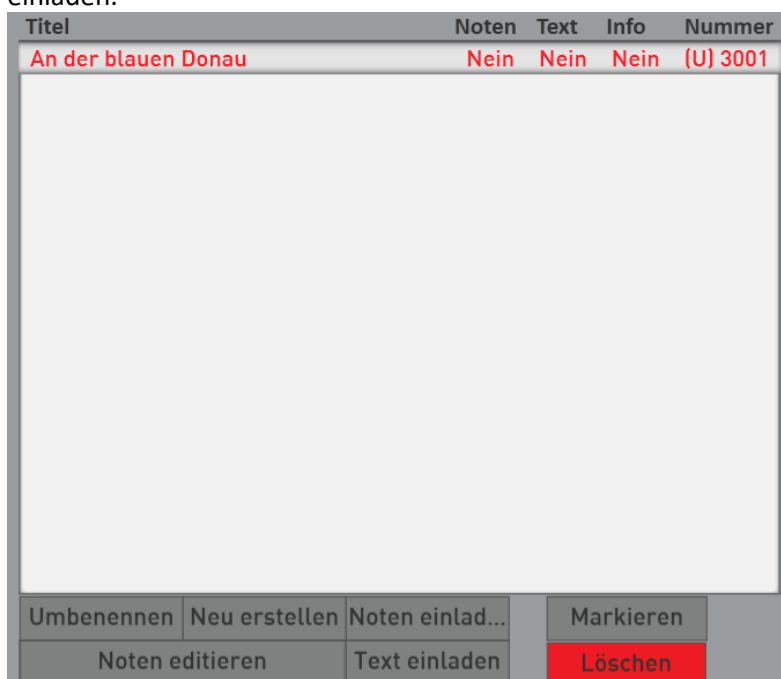 einladen.
Titel Noten Text Info Nummer
An der blauen Donau Nein Nein Nein (U) 3001
Umbenennen Neu erstellen Noten einlad... Markieren
Noten editieren Text einladen Löschen